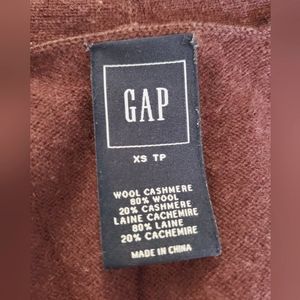 GAP
XS TP
WOOL CASHMERE
80% WOOL
20% CASHMERE
LAINE CACHEMIRE
80% LAINE
20% CACHEMIRE
MADE IN CHINA